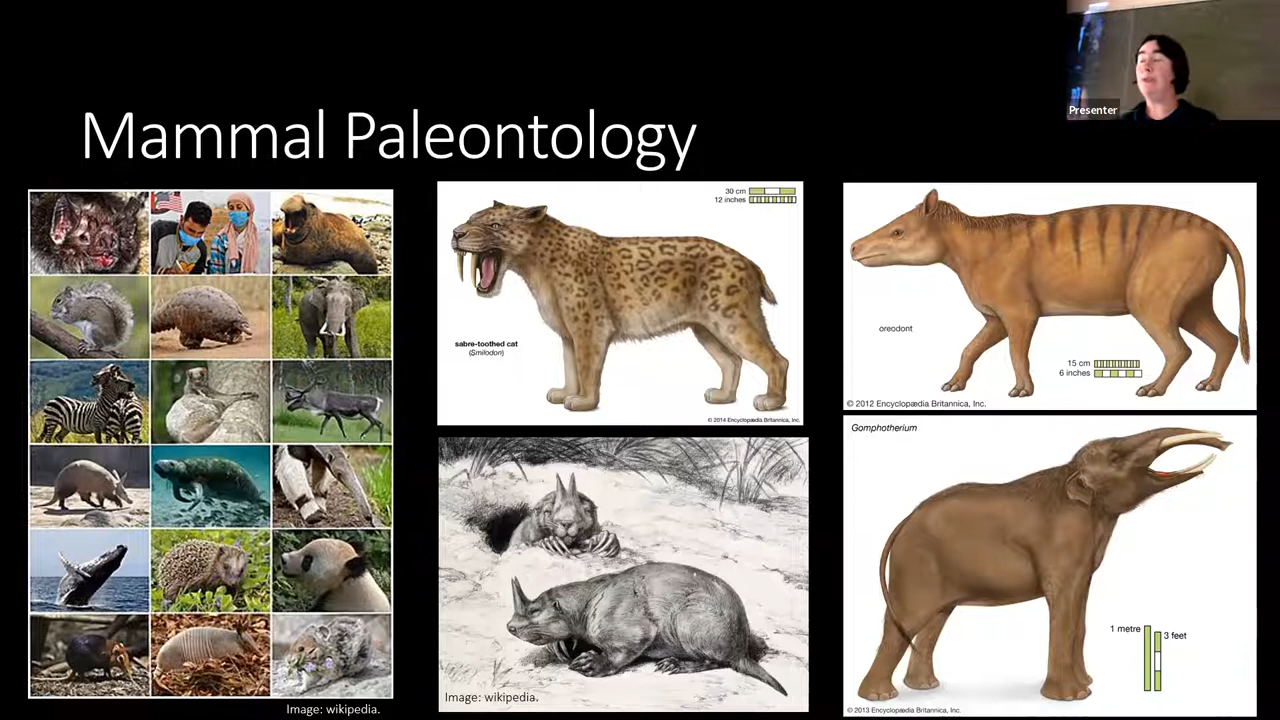 Presenter
Mammal Paleontology
30 cm
12 inches
sabre-toothed cat
(Smilodon)
© 2014 Encyclopædia Britannica, Inc.
oreodont
15 cm
6 inches
© 2012 Encyclopædia Britannica, Inc.
Gomphotherium
1 metre
3 feet
© 2013 Encyclopædia Britannica, Inc.
Image: wikipedia.
Image: wikipedia.